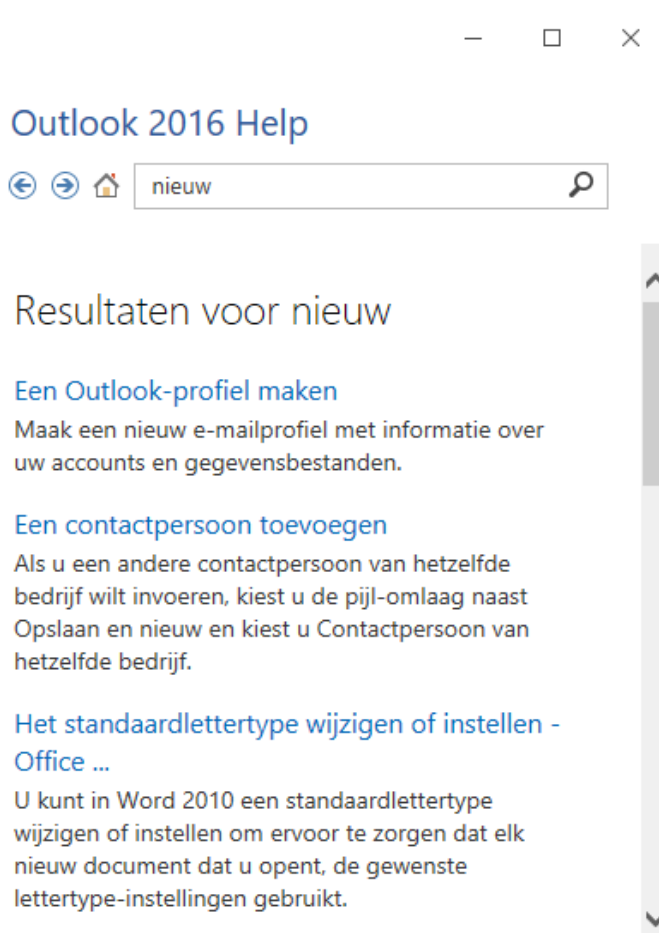 Outlook 2016 Help
nieuw
Resultaten voor nieuw
Een Outlook-profiel maken
Maak een nieuw e-mailprofiel met informatie over
uw accounts en gegevensbestanden.
Een contactpersoon toevoegen
Als u een andere contactpersoon van hetzelfde
bedrijf wilt invoeren, kiest u de pijl-omlaag naast
Opslaan en nieuw en kiest u Contactpersoon van
hetzelfde bedrijf.
Het standaardlettertype wijzigen of instellen -
Office ...
U kunt in Word 2010 een standaardlettertype
wijzigen of instellen om ervoor te zorgen dat elk
nieuw document dat u opent, de gewenste
lettertype-instellingen gebruikt.